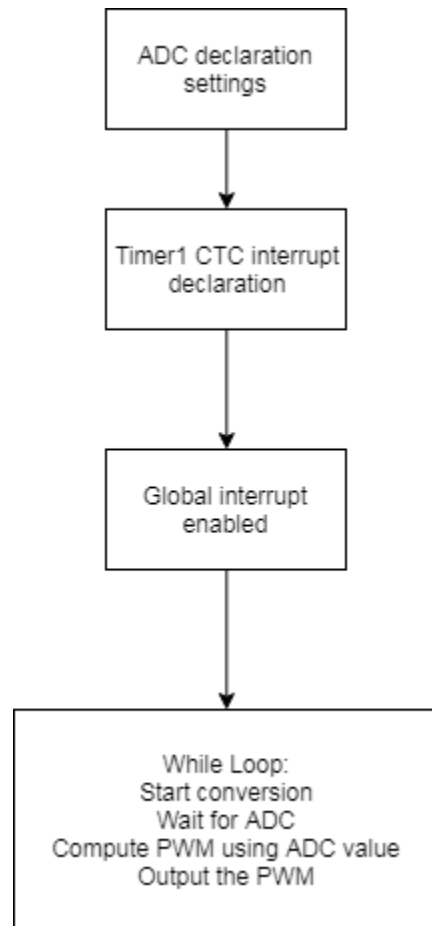 ADC declaration
settings
Timer1 CTC interrupt
declaration
Global interrupt
enabled
While Loop:
Start conversion
Wait for ADC
Compute PWM using ADC value
Output the PWM